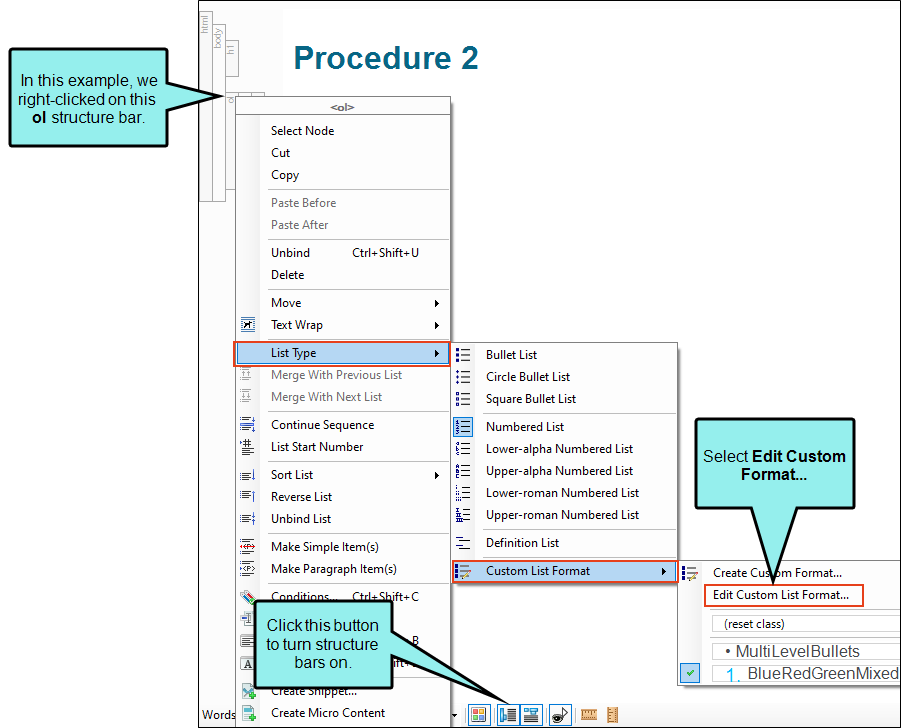 html
body
h1
Procedure 2
In this example, we
right-clicked on this
ol structure bar.
<ol>
Select Node
Cut
Copy
Paste Before
Paste After
Unbind Ctrl+Shift+U
Delete
Move
Text Wrap
List Type
Merge With Previous List
Merge With Next List
Continue Sequence
List Start Number
Sort List
Reverse List
Unbind List
Make Simple Item(s)
Make Paragraph Item(s)
Conditions... Ctrl+Shift+C
Create Snippet...
Create Micro Content
Bullet List
Circle Bullet List
Square Bullet List
Numbered List
Lower-alpha Numbered List
Upper-alpha Numbered List
Lower-roman Numbered List
Upper-roman Numbered List
Definition List
Custom List Format
Select Edit Custom
Format...
Create Custom Format...
Edit Custom List Format...
(reset class)
• MultiLevelBullets
1. BlueRedGreenMixed
Click this button
to turn structure
bars on.
Words